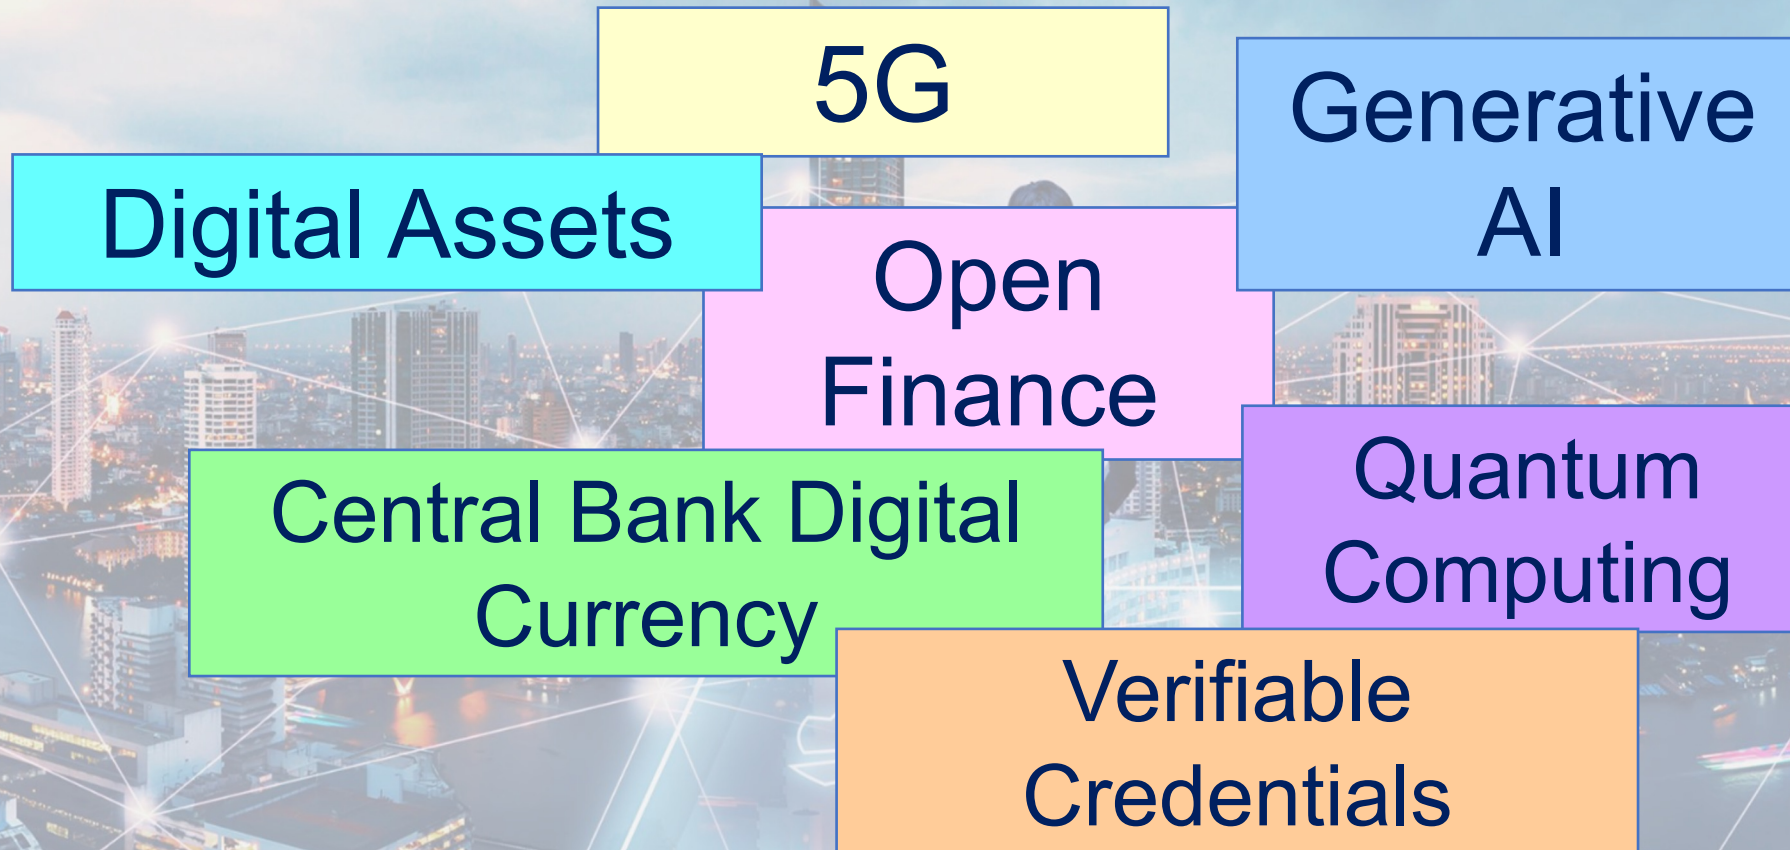 5G
Generative
AI
Digital Assets
Open
Finance
Central Bank Digital
Currency
Quantum
Computing
Verifiable
Credentials